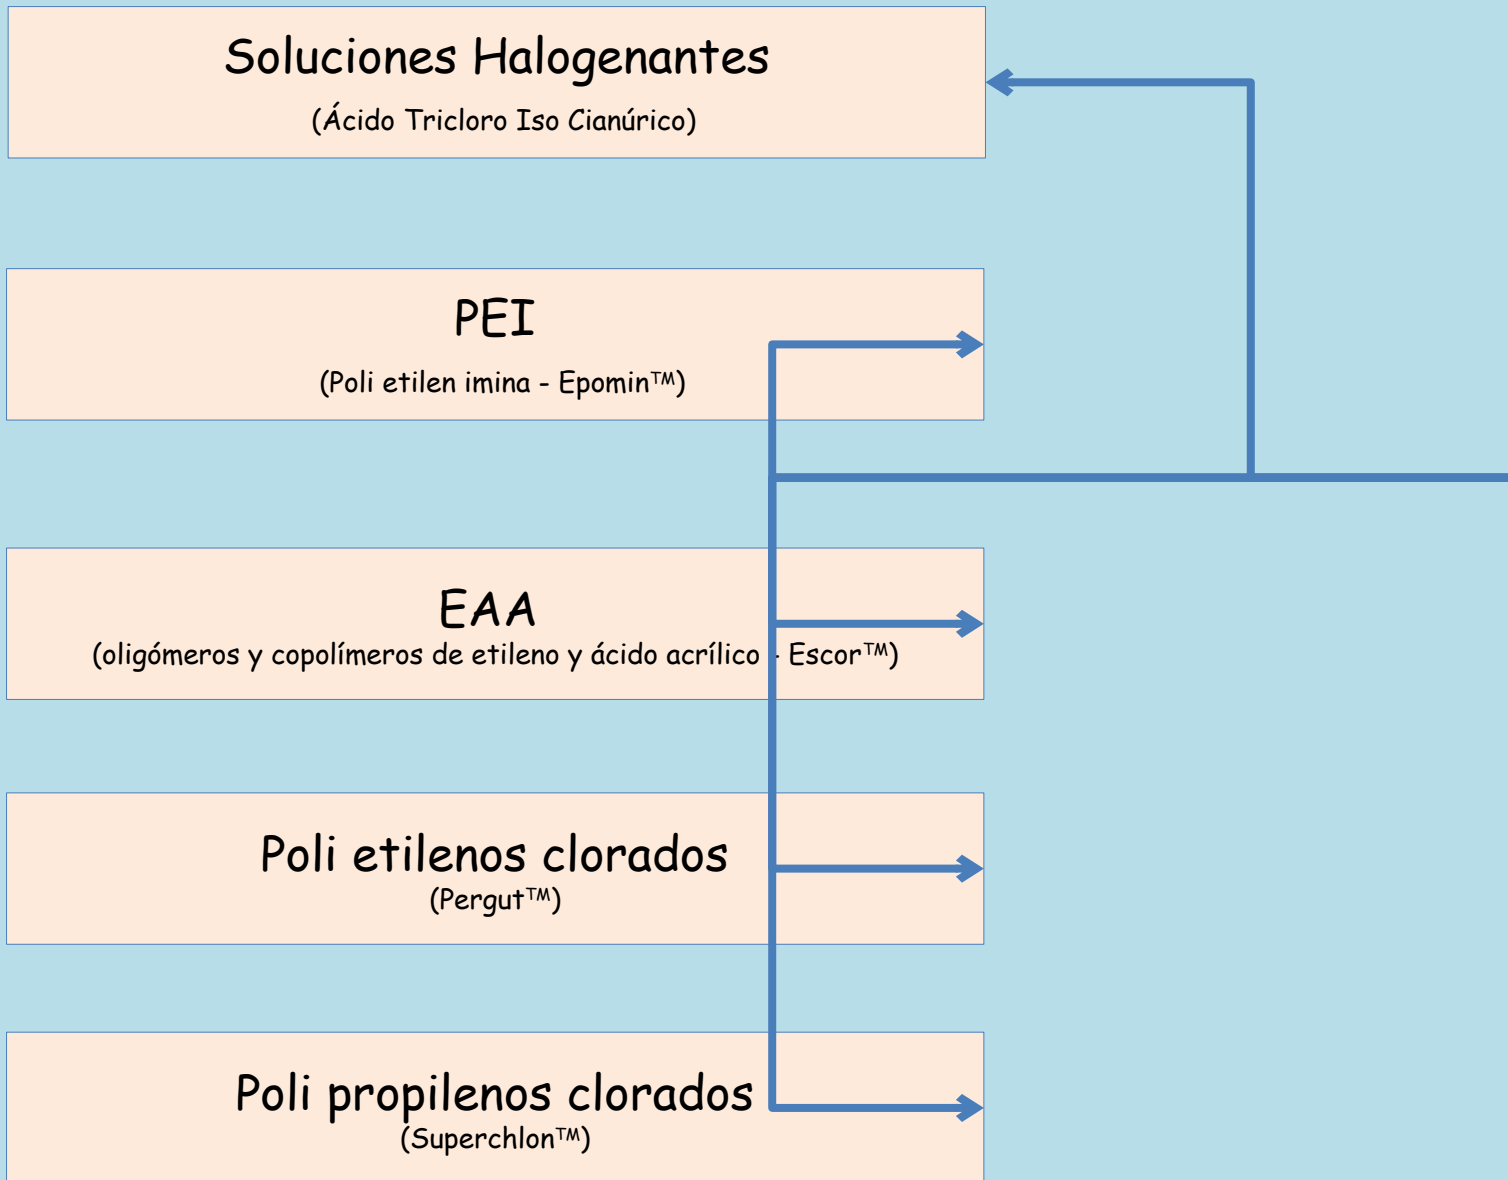 Soluciones Halogenantes
(Ácido Tricloro Iso Cianúrico)
PEI
(Poli etilen imina - Epomin™)
EAA
(oligómeros y copolímeros de etileno y ácido acrílico - Escor™)
Poli etilenos clorados
(Pergut™)
Poli propilenos clorados
(Superchlon™)